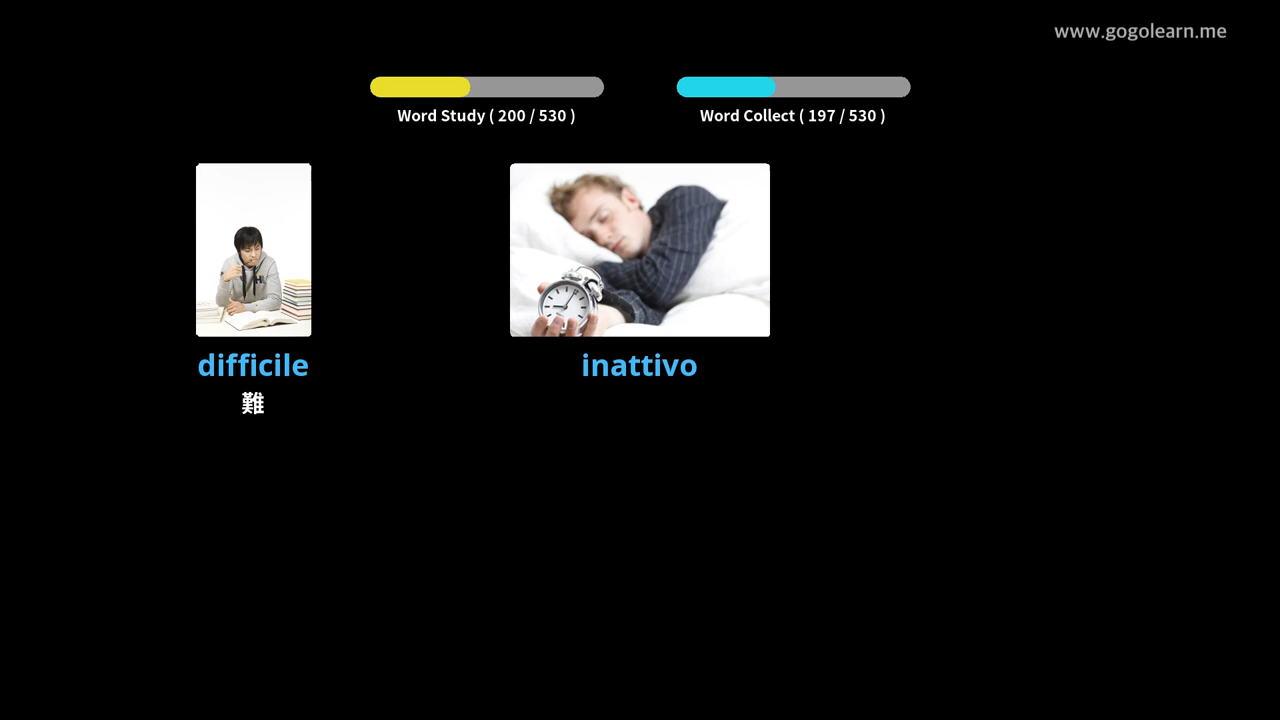 www.gogolearn.me
Word Study ( 200 / 530 )
Word Collect ( 197 / 530 )
difficile
難
inattivo